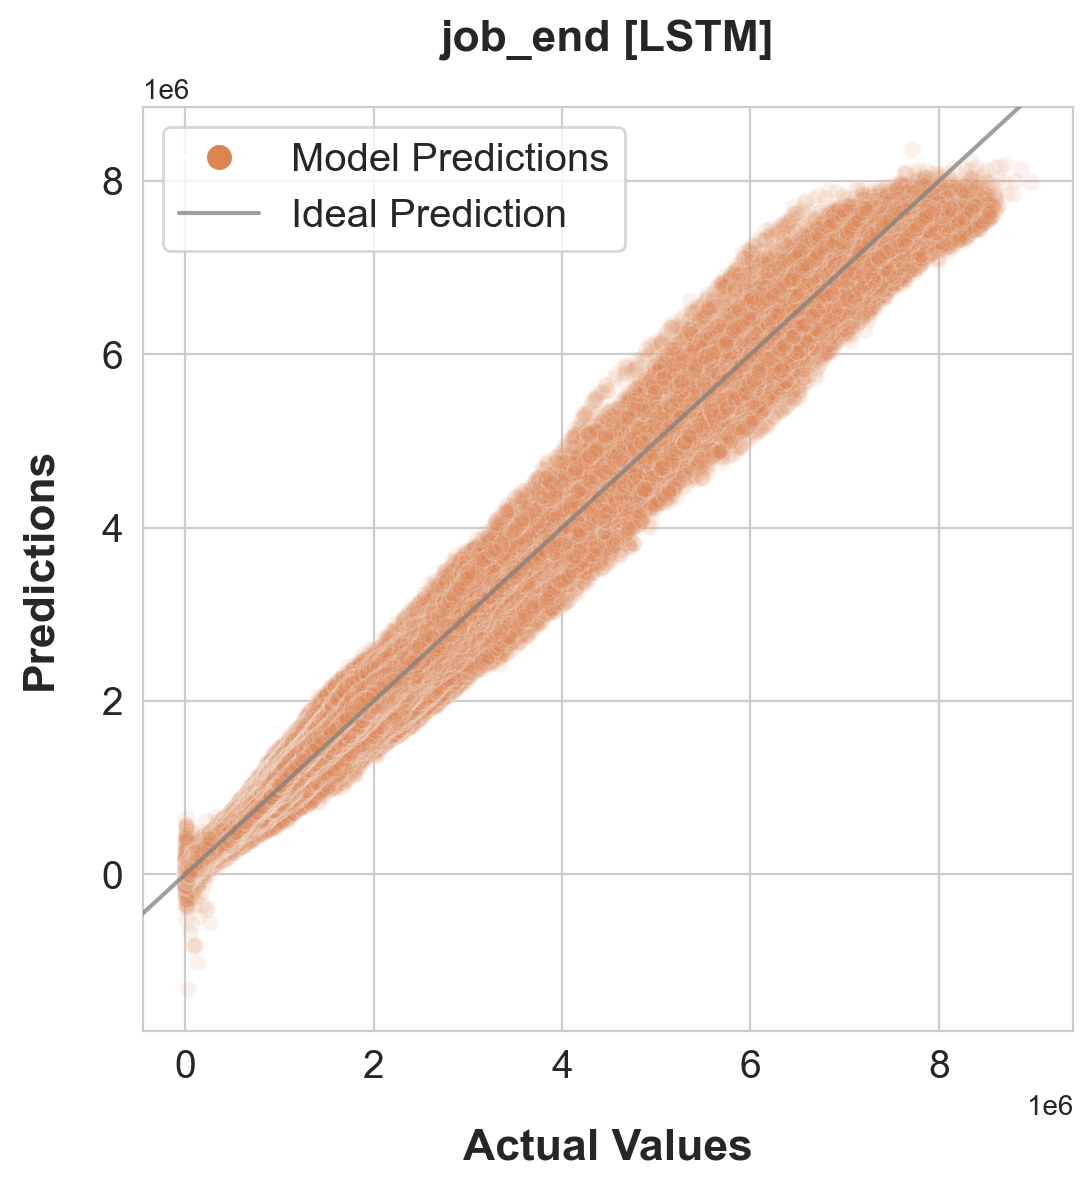 job_end [LSTM]
1e6
Model Predictions
Ideal Prediction
8
6
4
2
0
Predictions
0 2 4 6 8
1e6
Actual Values